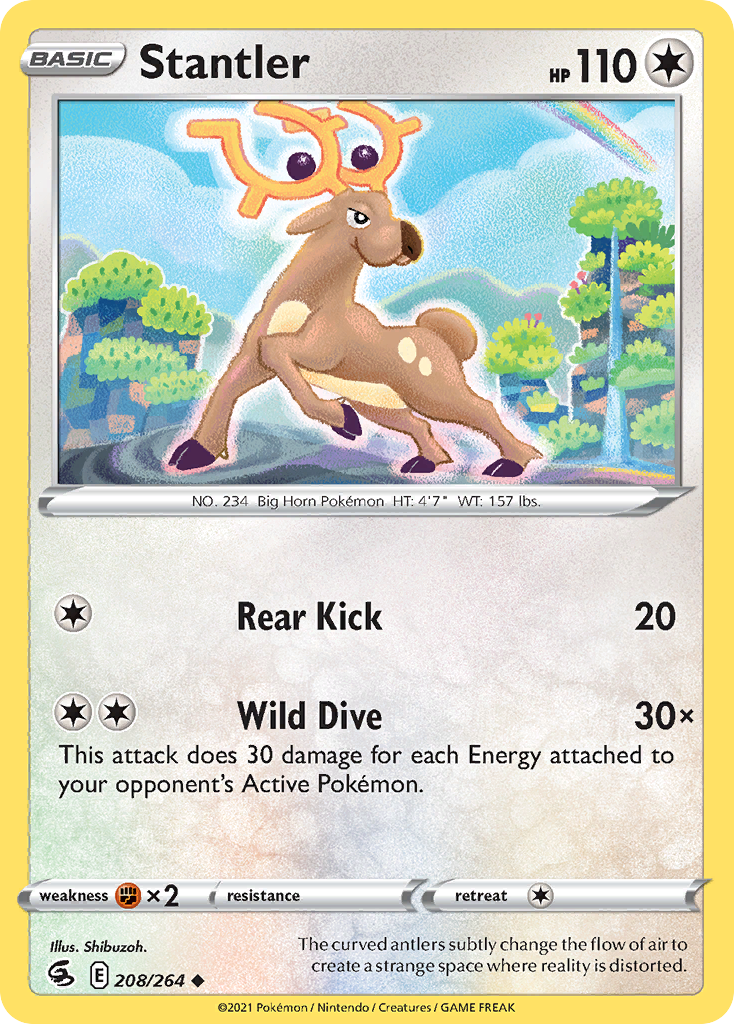 BASIC Stantler HP 110
NO. 234 Big Horn Pokémon HT: 4'7" WT: 157 lbs.
Rear Kick 20
Wild Dive 30×
This attack does 30 damage for each Energy attached to
your opponent's Active Pokémon.
weakness ×2 resistance retreat
Illus. Shibuzoh.
E 208/264
The curved antlers subtly change the flow of air to
create a strange space where reality is distorted.
©2021 Pokémon / Nintendo / Creatures / GAME FREAK